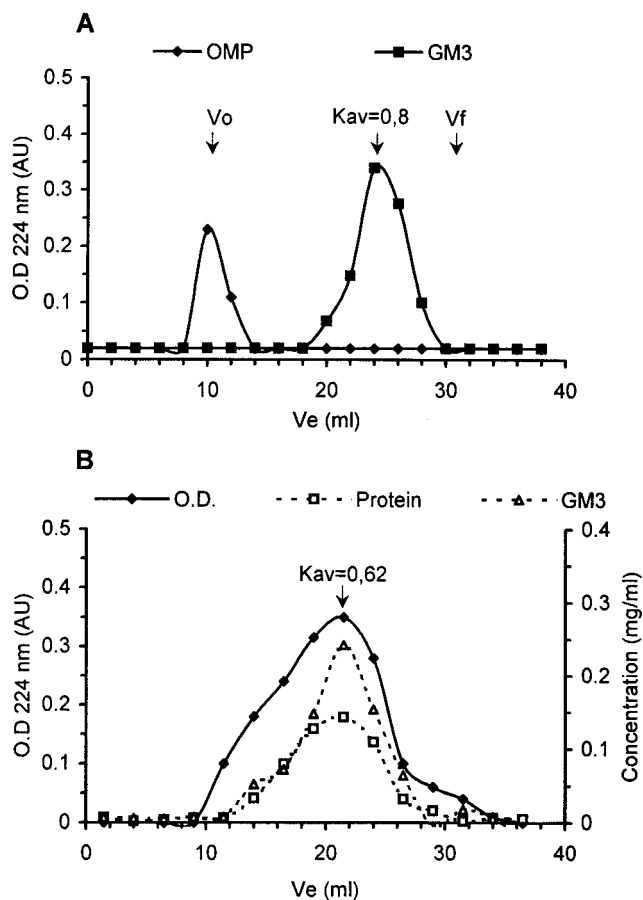 A
OMP GM3
0.5
0.4
0.3
0.2
0.1
0
O.D 224 nm (AU)
Vo
Kav=0,8
Vf
0 10 20 30 40
Ve (ml)
B
O.D. Protein GM3
0.5
0.4
0.3
0.2
0.1
0
O.D 224 nm (AU)
Kav=0,62
0.4
0.3
0.2
0.1
0
Concentration (mg/ml)
0 10 20 30 40
Ve (ml)